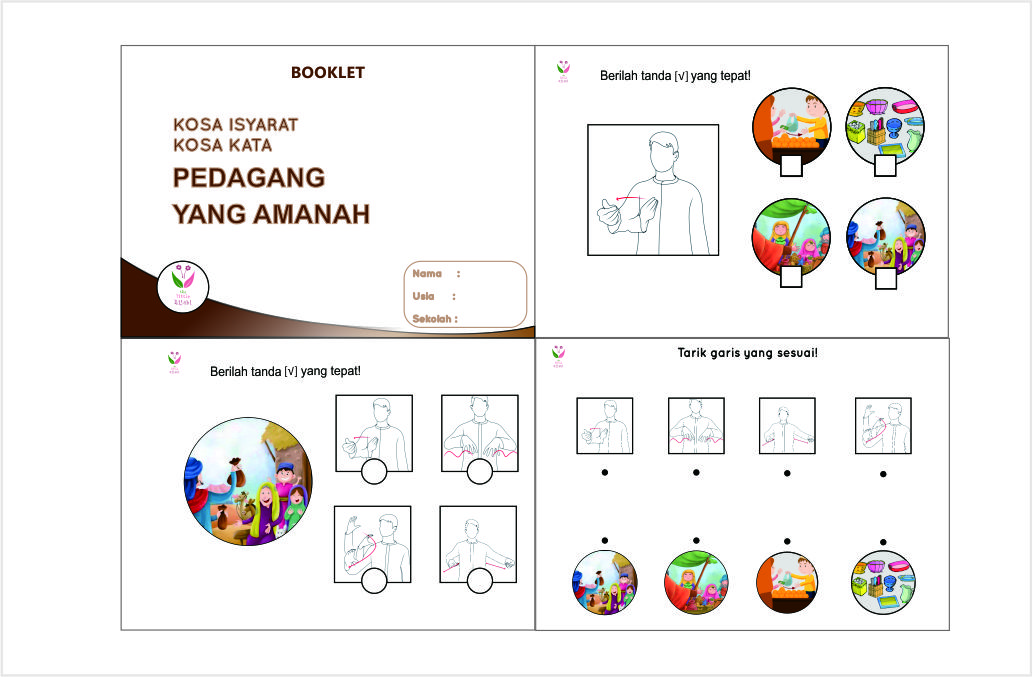 BOOKLET
KOSA ISYARAT
KOSA KATA
PEDAGANG
YANG AMANAH
Nama :
Usia :
Sekolah :
Berilah tanda [√] yang tepat!
Berilah tanda [√] yang tepat!
Tarik garis yang sesuai!